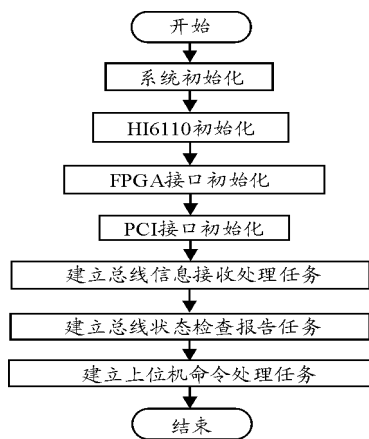 开始
系统初始化
HI6110初始化
FPGA接口初始化
PCI接口初始化
建立总线信息接收处理任务
建立总线状态检查报告任务
建立上位机命令处理任务
结束